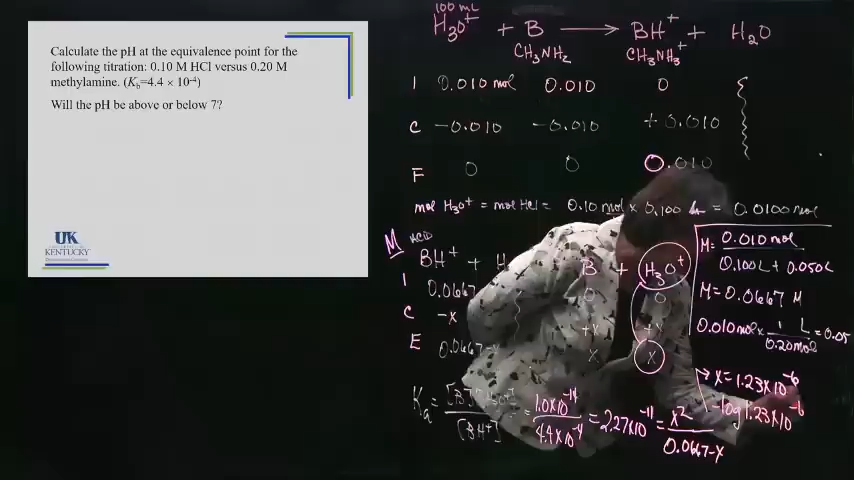 Calculate the pH at the equivalence point for the
following titration: 0.10 M HCl versus 0.20 M
methylamine. (Kb=4.4 × 10⁻⁴)
Will the pH be above or below 7?
UK
KENTUCKY
100 mL
H₃O⁺ + B → BH⁺ + H₂O
CH₃NH₂ CH₃NH₃⁺
I 0.010 mol 0.010 0
C -0.010 -0.010 +0.010
F 0 0 0.010
mol H₃O⁺ = mol HCl = 0.10 mol × 0.100 = 0.0100 mol
M ACID
BH⁺ + H B + H₃O⁺
I 0.0667 0 0
C -x +x +x
E 0.0667-x x x
M = 0.010 mol / 0.100L + 0.050L
M = 0.0667 M
0.010 mol × 1 L / 0.20 mol = 0.05
Ka = / [BH⁺] = 1.0×10⁻¹⁴ / 4.4×10⁻⁴ = 2.27×10⁻¹¹ = x² / 0.0667-x
→ x = 1.23×10⁻⁶
-log 1.23×10⁻⁶